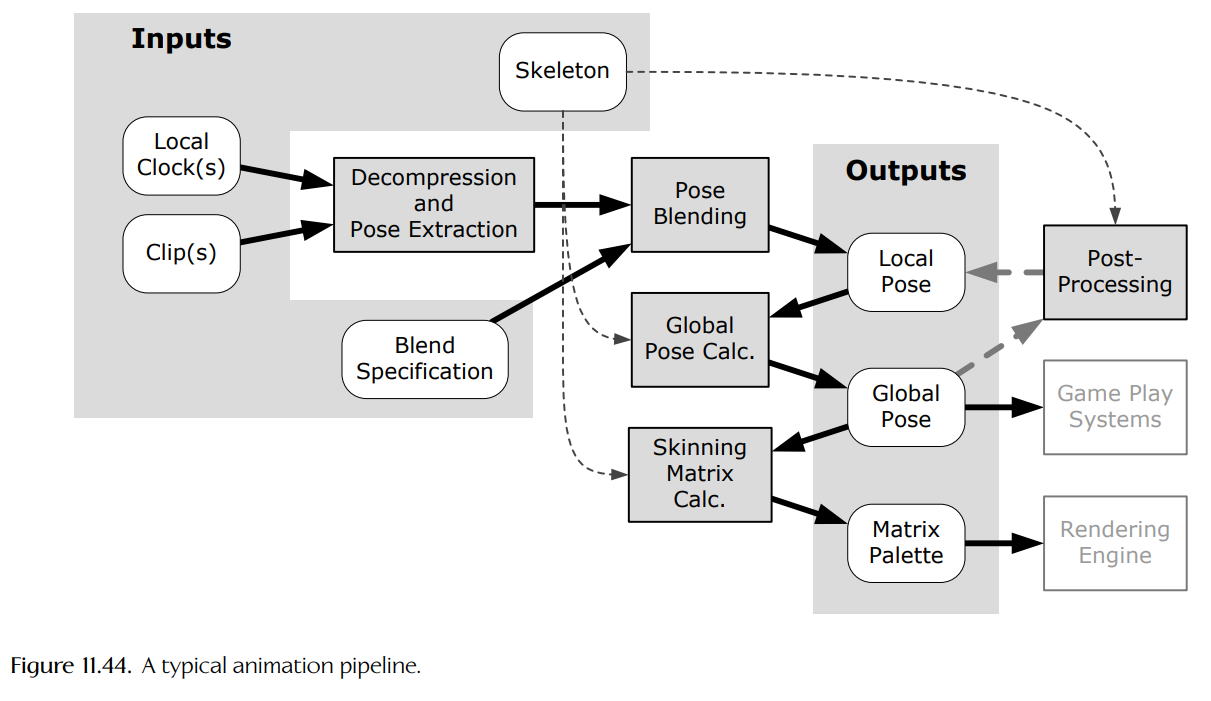 Inputs
Skeleton
Local
Clock(s)
Clip(s)
Decompression
and
Pose Extraction
Blend
Specification
Pose
Blending
Global
Pose Calc.
Skinning
Matrix
Calc.
Outputs
Local
Pose
Global
Pose
Matrix
Palette
Post-
Processing
Game Play
Systems
Rendering
Engine
Figure 11.44. A typical animation pipeline.